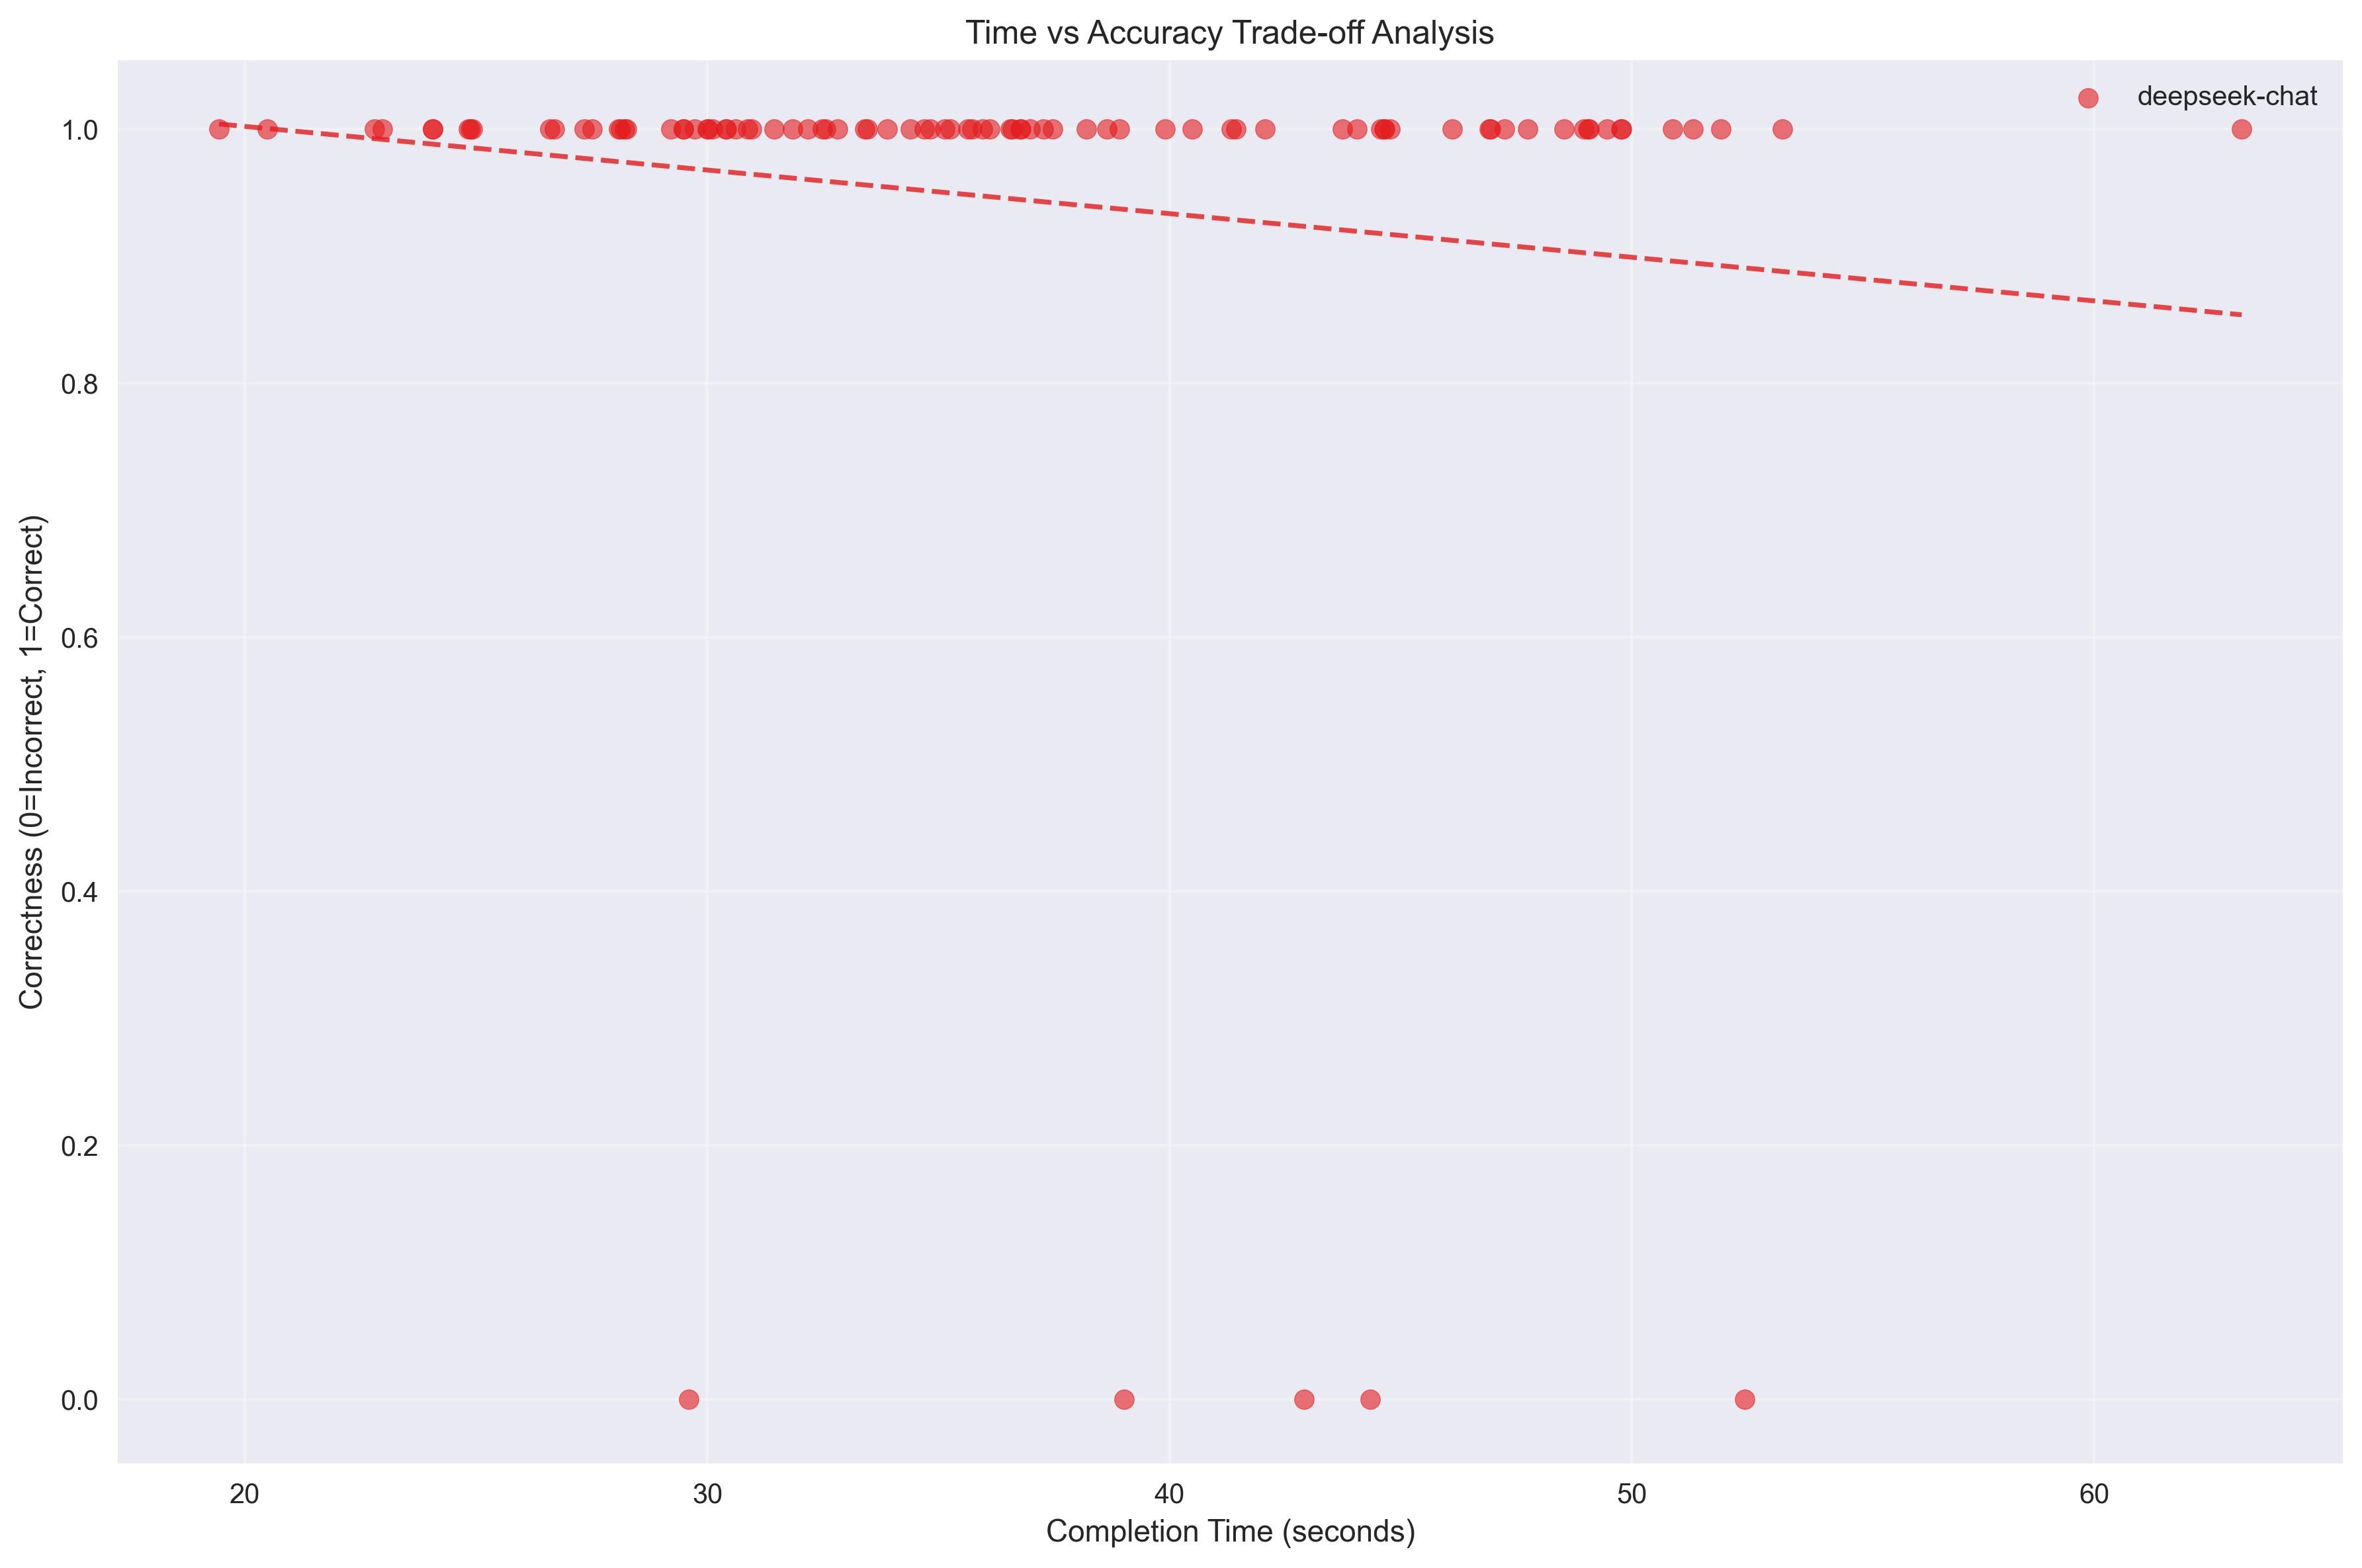 Time vs Accuracy Trade-off Analysis
deepseek-chat
Correctness (0=Incorrect, 1=Correct)
1.0
0.8
0.6
0.4
0.2
0.0
20 30 40 50 60
Completion Time (seconds)